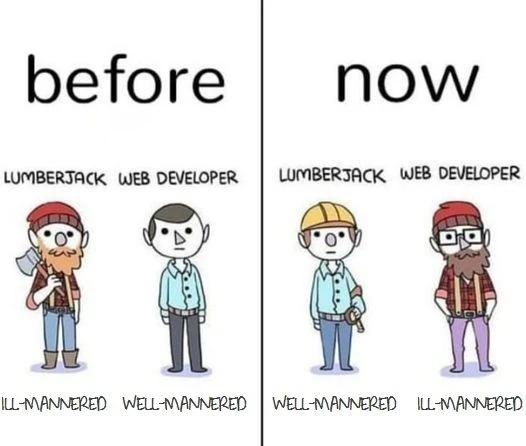 before
now
LUMBERJACK WEB DEVELOPER
LUMBERJACK WEB DEVELOPER
ILL-MANNERED WELL-MANNERED
WELL-MANNERED ILL-MANNERED